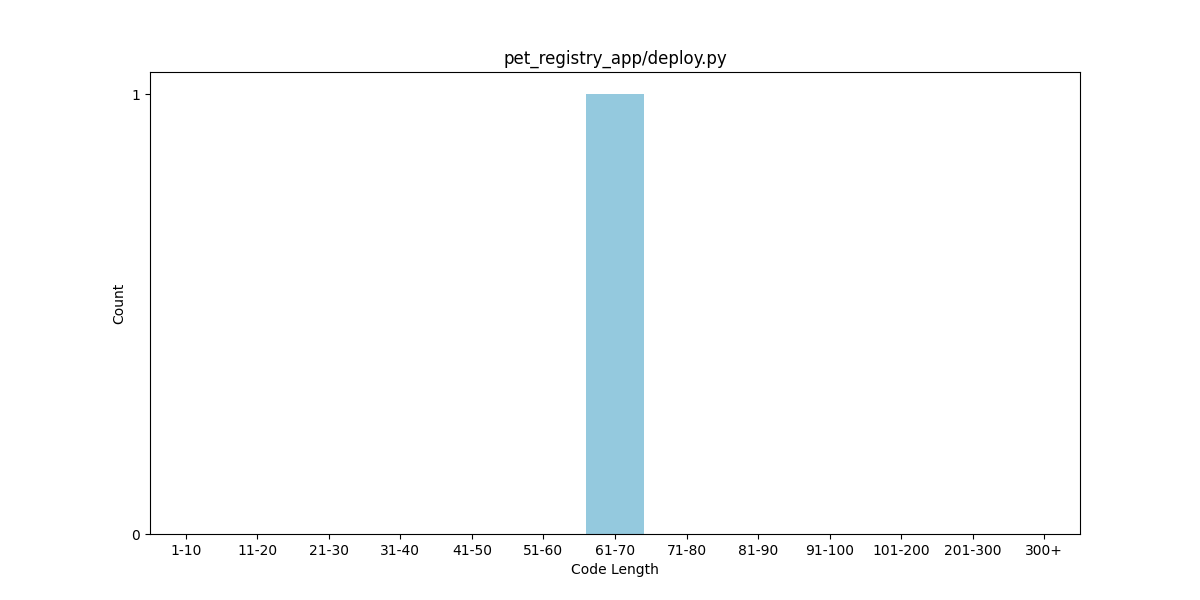 pet_registry_app/deploy.py
1
Count
0
1-10 11-20 21-30 31-40 41-50 51-60 61-70 71-80 81-90 91-100 101-200 201-300 300+
Code Length